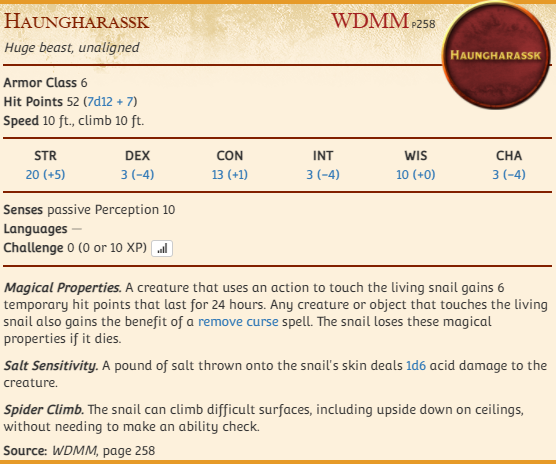 Haungharassk WDMM P258
HAUNGHARASSK
Huge beast, unaligned
Armor Class 6
Hit Points 52 (7d12 + 7)
Speed 10 ft., climb 10 ft.
STR DEX CON INT WIS CHA
20 (+5) 3 (−4) 13 (+1) 3 (−4) 10 (+0) 3 (−4)
Senses passive Perception 10
Languages —
Challenge 0 (0 or 10 XP)
Magical Properties. A creature that uses an action to touch the living snail gains 6
temporary hit points that last for 24 hours. Any creature or object that touches the living
snail also gains the benefit of a remove curse spell. The snail loses these magical
properties if it dies.
Salt Sensitivity. A pound of salt thrown onto the snail's skin deals 1d6 acid damage to the
creature.
Spider Climb. The snail can climb difficult surfaces, including upside down on ceilings,
without needing to make an ability check.
Source: WDMM, page 258